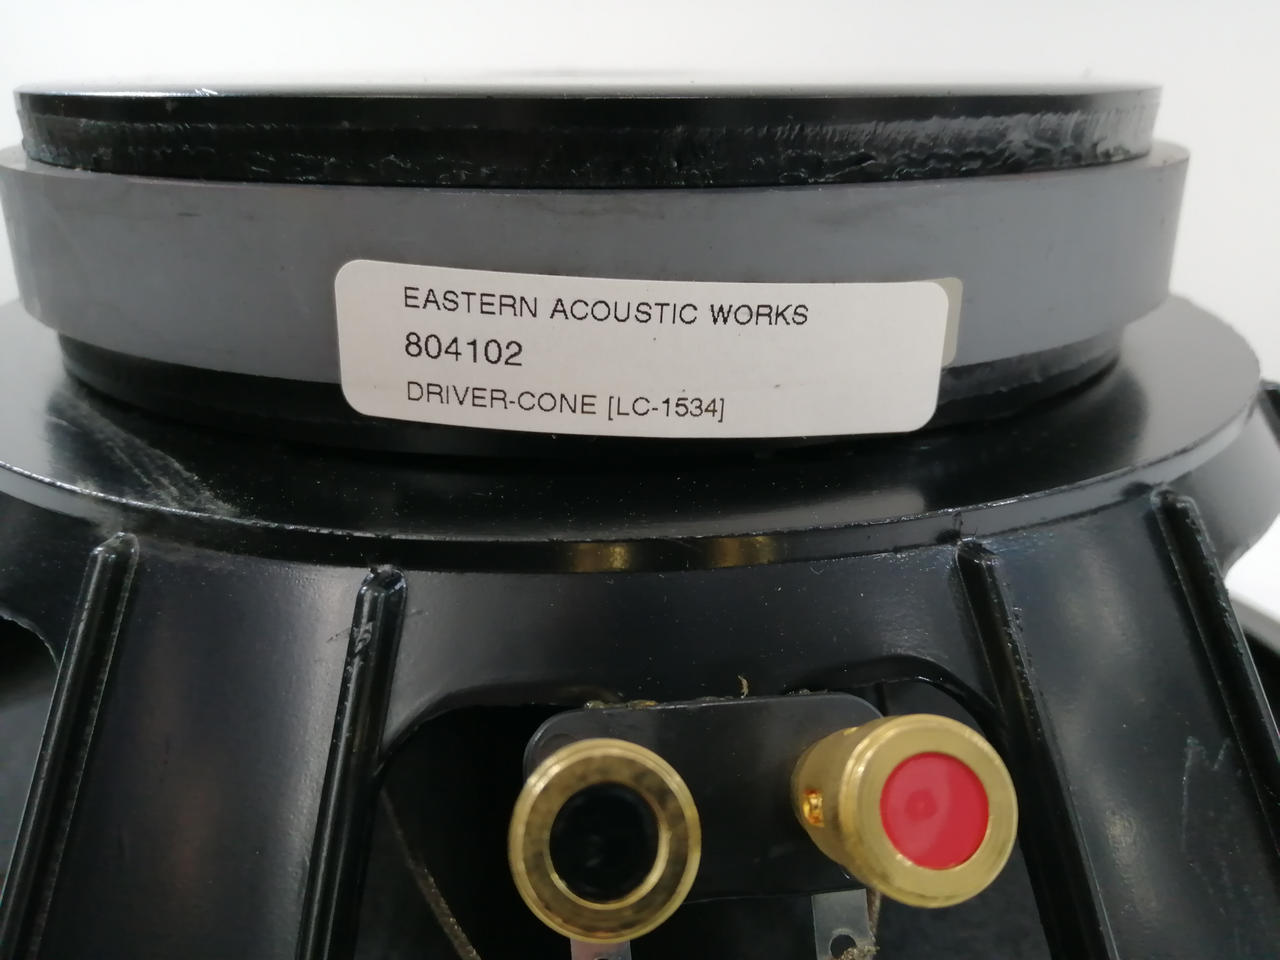 EASTERN ACOUSTIC WORKS
804102
DRIVER-CONE [LC-1534]